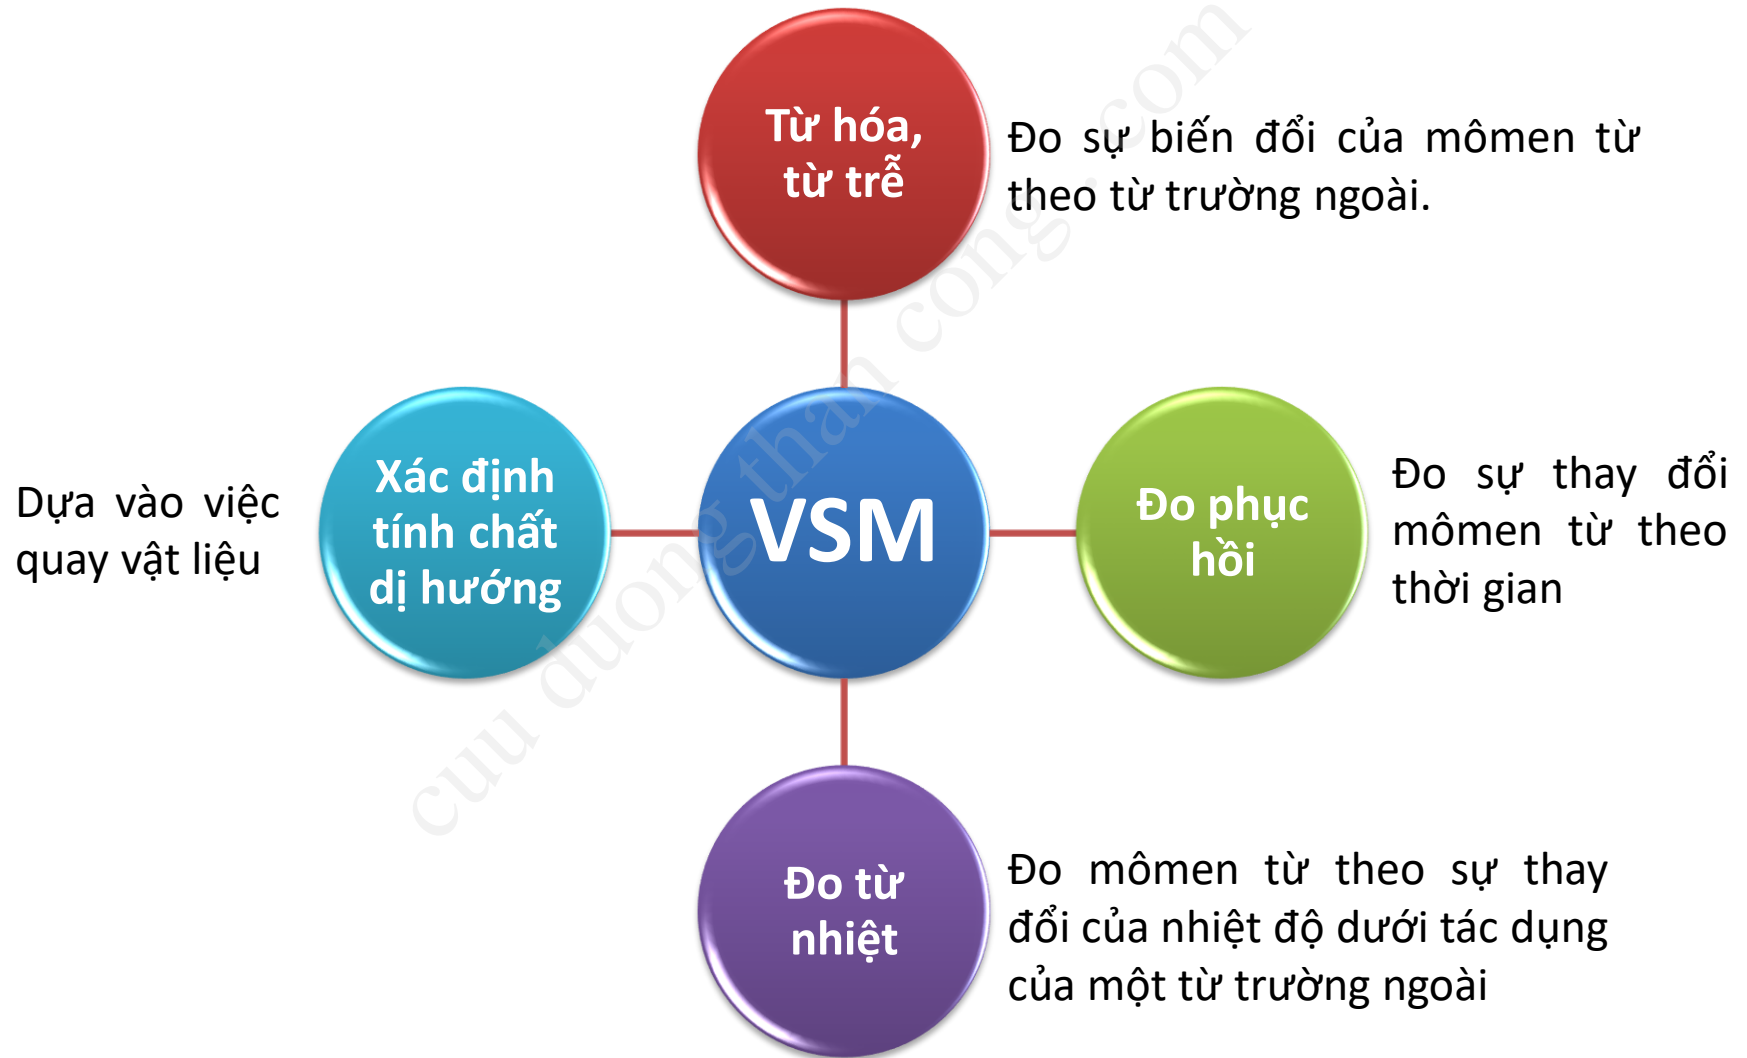 Từ hóa,
từ trễ
Đo sự biến đổi của mômen từ
theo từ trường ngoài.
Dựa vào việc
quay vật liệu
Xác định
tính chất
dị hướng
VSM
Đo phục
hồi
Đo sự thay đổi
mômen từ theo
thời gian
Đo từ
nhiệt
Đo mômen từ theo sự thay
đổi của nhiệt độ dưới tác dụng
của một từ trường ngoài
cuu duong than cong . com